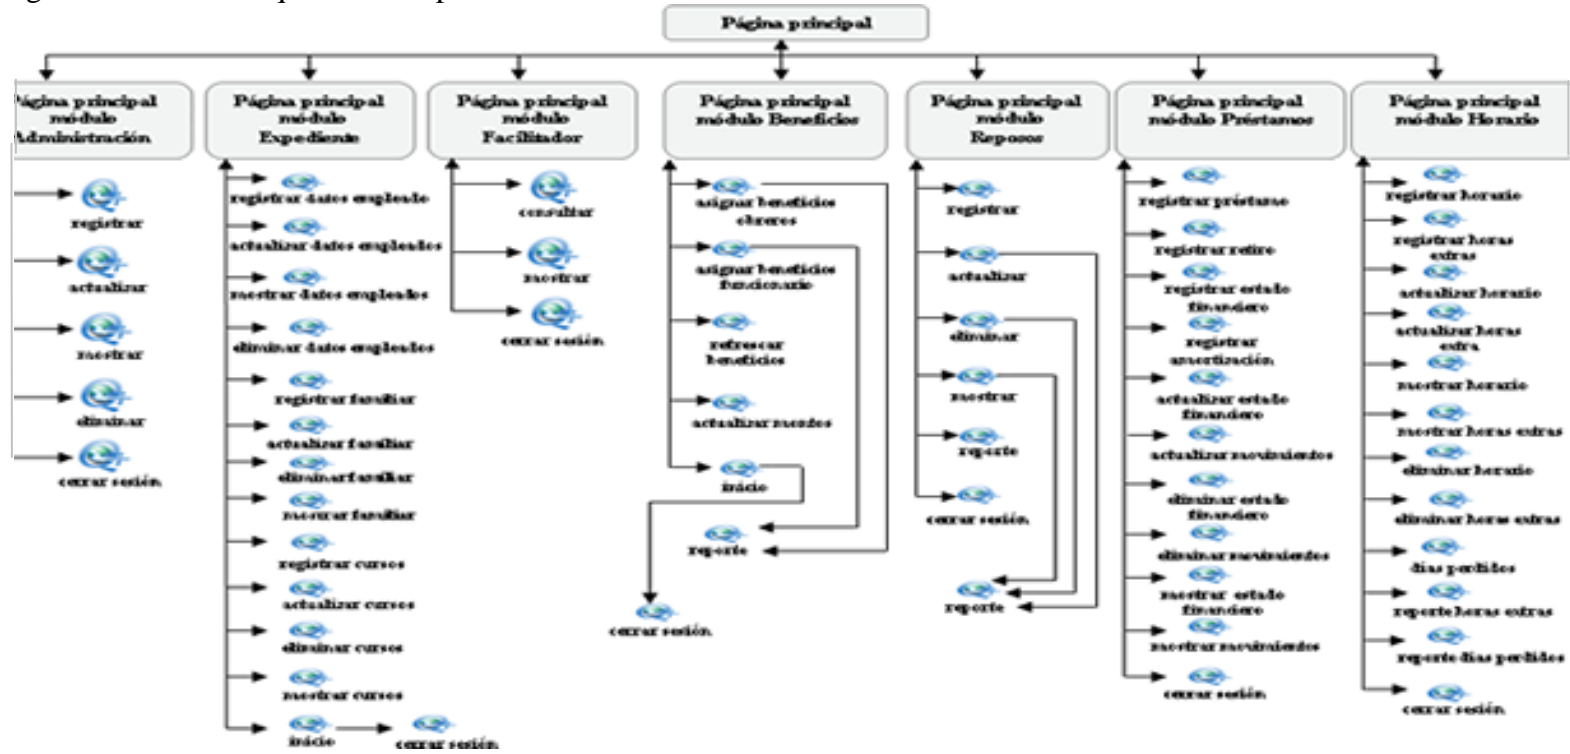 Página principal
Página principal
módulo
Administración
registrar
actualizar
mostrar
eliminar
cerrar sesión
Página principal
módulo
Expediente
registrar datos empleado
actualizar datos empleados
mostrar datos empleados
eliminar datos empleados
registrar familiar
actualizar familiar
eliminar familiar
mostrar familiar
registrar cursos
actualizar cursos
eliminar cursos
mostrar cursos
inicio
cerrar sesión
Página principal
módulo
Facilitador
consultar
mostrar
cerrar sesión
Página principal
módulo Beneficios
asignar beneficios
obreros
asignar beneficios
funcionario
refrescar
beneficios
actualizar montos
inicio
reporte
cerrar sesión
Página principal
módulo
Reposos
registrar
actualizar
eliminar
mostrar
reporte
cerrar sesión
reporte
Página principal
módulo Préstamos
registrar préstamo
registrar retiro
registrar estado
financiero
registrar
amortización
actualizar estado
financiero
actualizar movimientos
eliminar estado
financiero
eliminar movimientos
mostrar estado
financiero
mostrar movimientos
cerrar sesión
Página principal
módulo Horario
registrar horario
registrar horas
extras
actualizar horario
actualizar horas
extra
mostrar horario
mostrar horas extras
eliminar horario
eliminar horas extras
días perdidos
reporte horas extras
reporte días perdidos
cerrar sesión